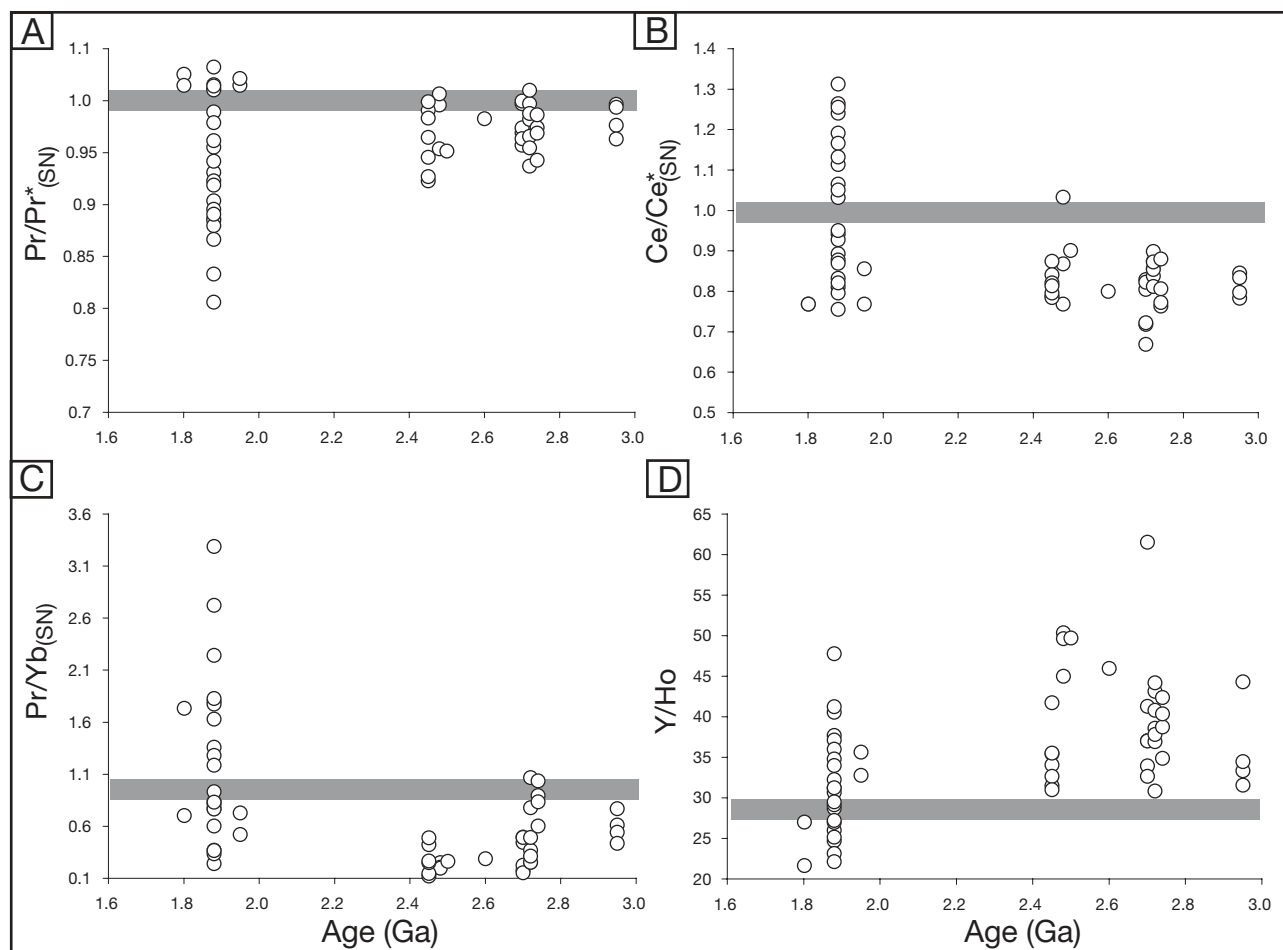 A
Pr/Pr*(SN)
1.1
1.0
0.95
0.9
0.85
0.8
0.75
0.7
1.6 1.8 2.0 2.2 2.4 2.6 2.8 3.0
B
Ce/Ce*(SN)
1.4
1.3
1.2
1.1
1.0
0.9
0.8
0.7
0.6
0.5
1.6 1.8 2.0 2.2 2.4 2.6 2.8 3.0
C
Pr/Yb(SN)
3.6
3.1
2.6
2.1
1.6
1.1
0.6
0.1
1.6 1.8 2.0 2.2 2.4 2.6 2.8 3.0
Age (Ga)
D
Y/Ho
65
60
55
50
45
40
35
30
25
20
1.6 1.8 2.0 2.2 2.4 2.6 2.8 3.0
Age (Ga)